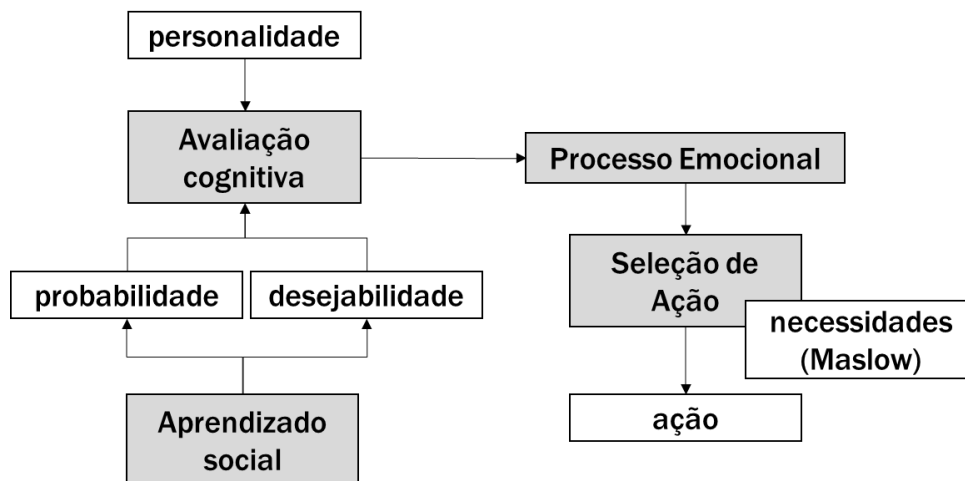 personalidade
Avaliação
cognitiva
Processo Emocional
probabilidade
desejabilidade
Seleção de
Ação
necessidades
(Maslow)
Aprendizado
social
ação